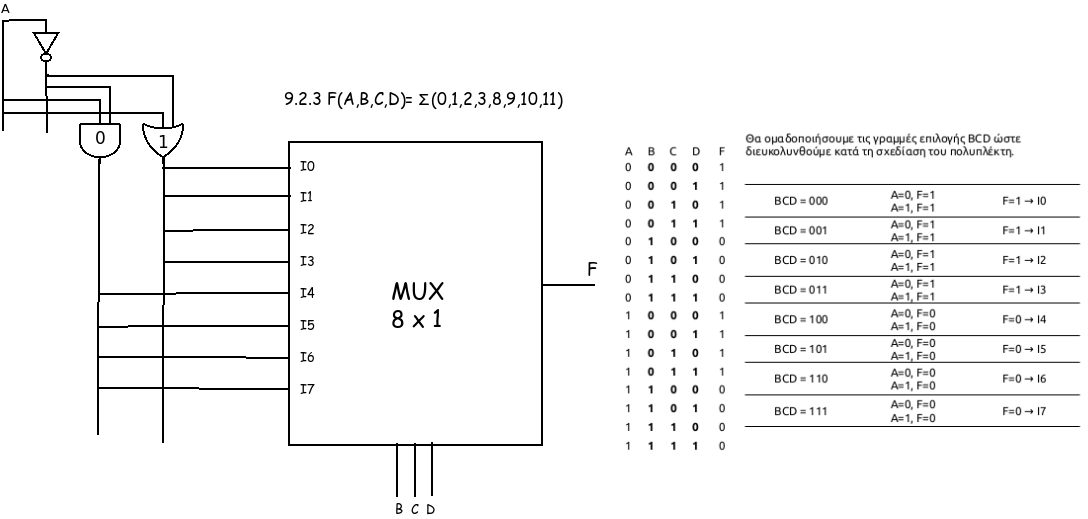 A
9.2.3 F(A,B,C,D)= Σ(0,1,2,3,8,9,10,11)
0
1
I0
I1
I2
I3
I4
I5
I6
I7
MUX
8 x 1
F
B C D
A B C D F
0 0 0 0 1
0 0 0 1 1
0 0 1 0 1
0 0 1 1 1
0 1 0 0 0
0 1 0 1 0
0 1 1 0 0
0 1 1 1 0
1 0 0 0 1
1 0 0 1 1
1 0 1 0 1
1 0 1 1 1
1 1 0 0 0
1 1 0 1 0
1 1 1 0 0
1 1 1 1 0
Θα ομαδοποιήσουμε τις γραμμές επιλογής BCD ώστε
διευκολυνθούμε κατά τη σχεδίαση του πολυπλέκτη.
A=0, F=1
BCD = 000 F=1 → I0
A=1, F=1
A=0, F=1
BCD = 001 F=1 → I1
A=1, F=1
A=0, F=1
BCD = 010 F=1 → I2
A=1, F=1
A=0, F=1
BCD = 011 F=1 → I3
A=1, F=1
A=0, F=0
BCD = 100 F=0 → I4
A=1, F=0
A=0, F=0
BCD = 101 F=0 → I5
A=1, F=0
A=0, F=0
BCD = 110 F=0 → I6
A=1, F=0
A=0, F=0
BCD = 111 F=0 → I7
A=1, F=0